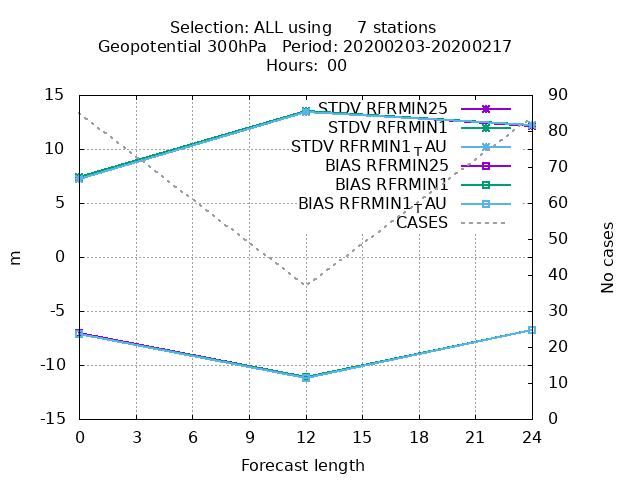 Selection: ALL using     7 stations
Geopotential 300hPa   Period: 20200203-20200217
Hours: 00
15
10
5
0
-5
-10
-15
90
80
70
60
50
40
30
20
10
0
m
No cases
STDV RFRMIN25
STDV RFRMIN1
STDV RFRMIN1_TAU
BIAS RFRMIN25
BIAS RFRMIN1
BIAS RFRMIN1_TAU
CASES
0 3 6 9 12 15 18 21 24
Forecast length